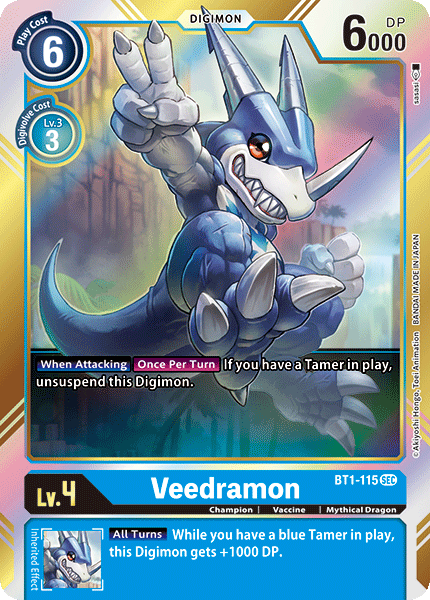 Play Cost
6
DIGIMON
DP
6000
Digivolve Cost
Lv.3
3
sasasi
©Akiyoshi Hongo, Toei Animation BANDAI MADE IN JAPAN
When Attacking Once Per Turn If you have a Tamer in play,
unsuspend this Digimon.
BT1-115 SEC
Lv.4
Veedramon
Champion | Vaccine | Mythical Dragon
Inherited Effect
All Turns While you have a blue Tamer in play,
this Digimon gets +1000 DP.